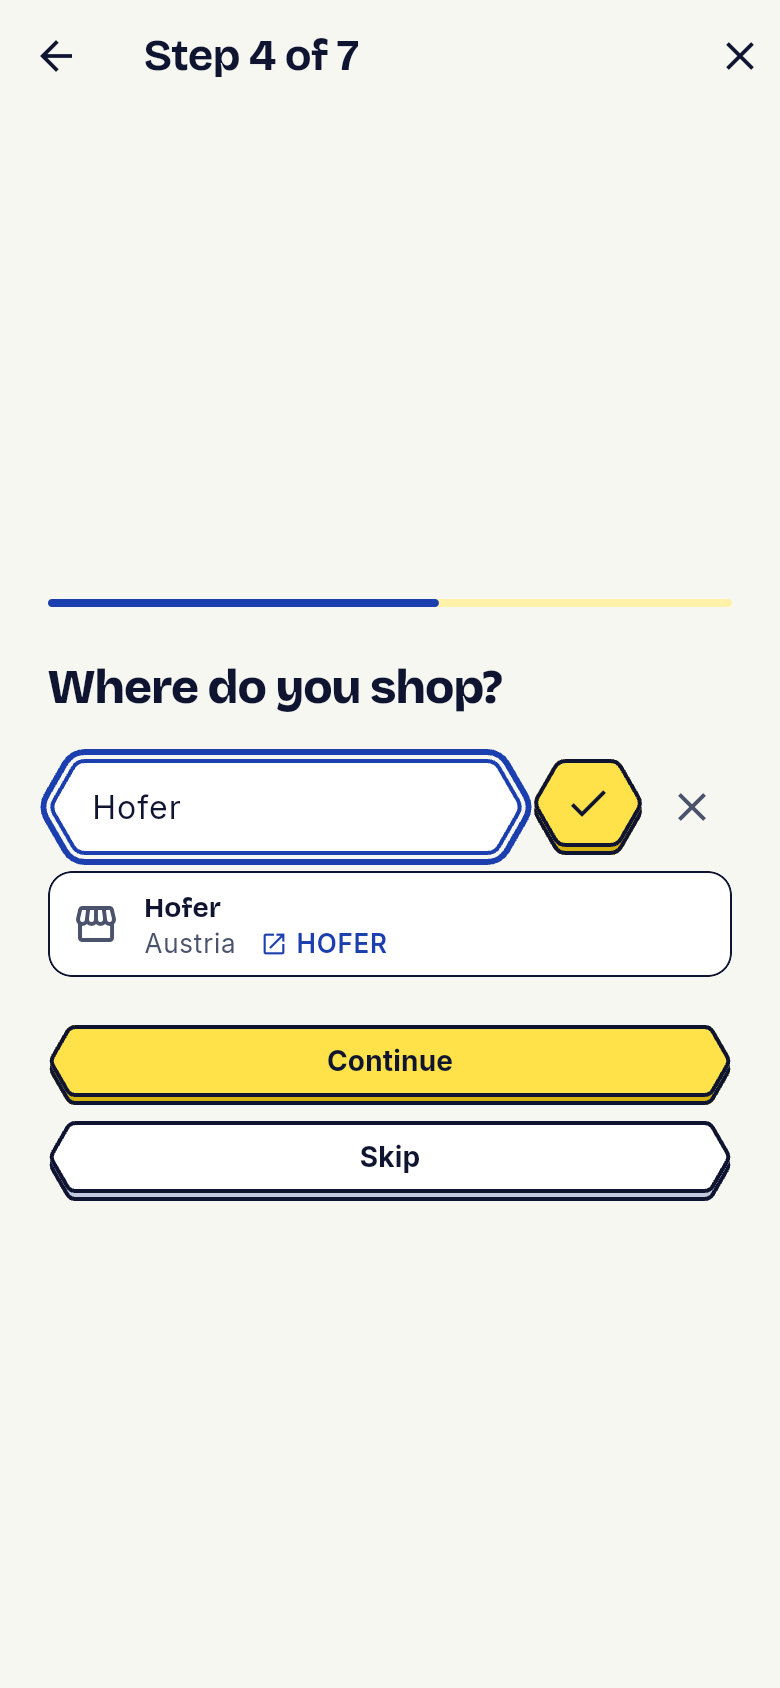 Step 4 of 7
Where do you shop?
Hofer
Hofer
Austria HOFER
Continue
Skip